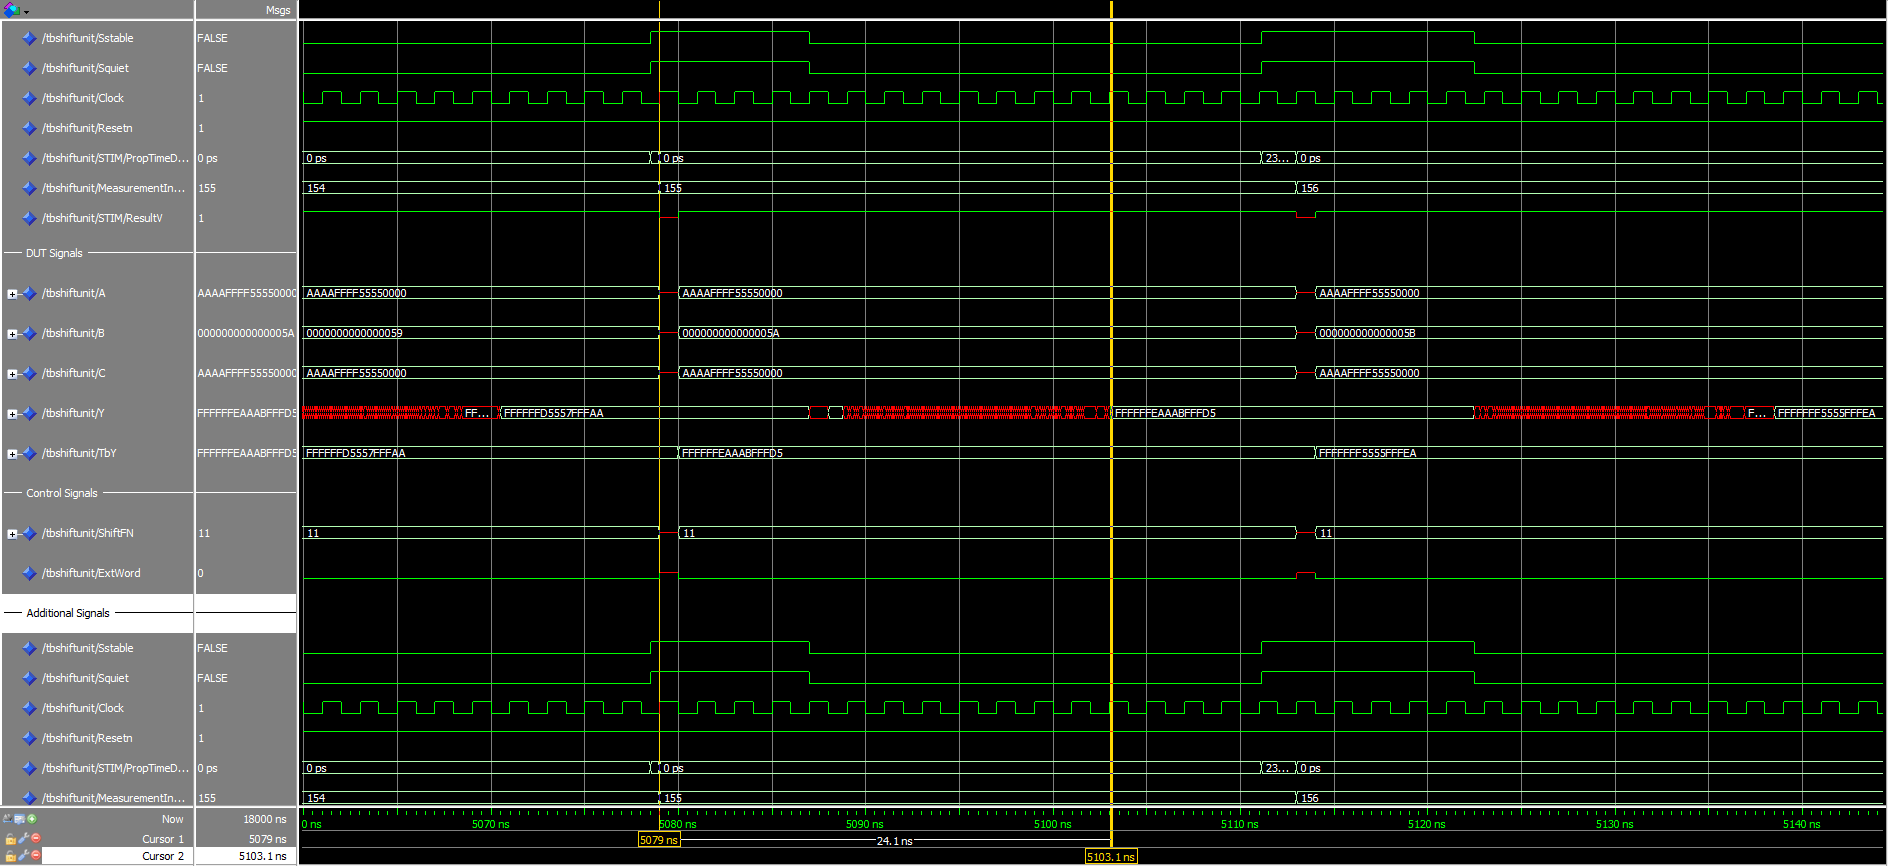 Msgs
/tbshiftunit/Sstable FALSE
/tbshiftunit/Squiet FALSE
/tbshiftunit/Clock 1
/tbshiftunit/Resetn 1
/tbshiftunit/STIM/PropTimeD... 0 ps 0 ps 0 ps 23... 0 ps
/tbshiftunit/MeasurementIn... 155 154 155 156
/tbshiftunit/STIM/ResultV 1
DUT Signals
/tbshiftunit/A AAAAFFFF55550000 AAAAFFFF55550000 AAAAFFFF55550000 AAAAFFFF55550000
/tbshiftunit/B 000000000000005A 0000000000000059 000000000000005A 000000000000005B
/tbshiftunit/C AAAAFFFF55550000 AAAAFFFF55550000 AAAAFFFF55550000 AAAAFFFF55550000
/tbshiftunit/Y FFFFFFEAAABFFFD5 FF... FFFFFFD5557FFFAA FFFFFFEAAABFFFD5 F... FFFFFFF5555FFFEA
/tbshiftunit/TbY FFFFFFEAAABFFFD5 FFFFFFD5557FFFAA FFFFFFEAAABFFFD5 FFFFFFF5555FFFEA
Control Signals
/tbshiftunit/ShiftFN 11 11 11 11
/tbshiftunit/ExtWord 0
Additional Signals
/tbshiftunit/Sstable FALSE
/tbshiftunit/Squiet FALSE
/tbshiftunit/Clock 1
/tbshiftunit/Resetn 1
/tbshiftunit/STIM/PropTimeD... 0 ps 0 ps 0 ps 23... 0 ps
/tbshiftunit/MeasurementIn... 155 154 155 156
Now 18000 ns 0 ns 5070 ns 5080 ns 5090 ns 5100 ns 5110 ns 5120 ns 5130 ns 5140 ns
Cursor 1 5079 ns 5079 ns 24.1 ns
Cursor 2 5103.1 ns 5103.1 ns